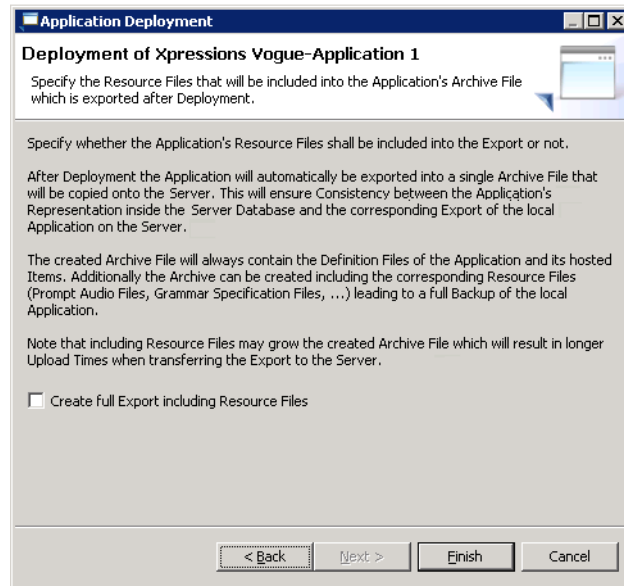 Application Deployment
Deployment of Xpressions Vogue-Application 1
Specify the Resource Files that will be included into the Application's Archive File
which is exported after Deployment.
Specify whether the Application's Resource Files shall be included into the Export or not.
After Deployment the Application will automatically be exported into a single Archive File that
will be copied onto the Server. This will ensure Consistency between the Application's
Representation inside the Server Database and the corresponding Export of the local
Application on the Server.
The created Archive File will always contain the Definition Files of the Application and its hosted
Items. Additionally the Archive can be created including the corresponding Resource Files
(Prompt Audio Files, Grammar Specification Files, ...) leading to a full Backup of the local
Application.
Note that including Resource Files may grow the created Archive File which will result in longer
Upload Times when transferring the Export to the Server.
Create full Export including Resource Files
< Back Next > Finish Cancel